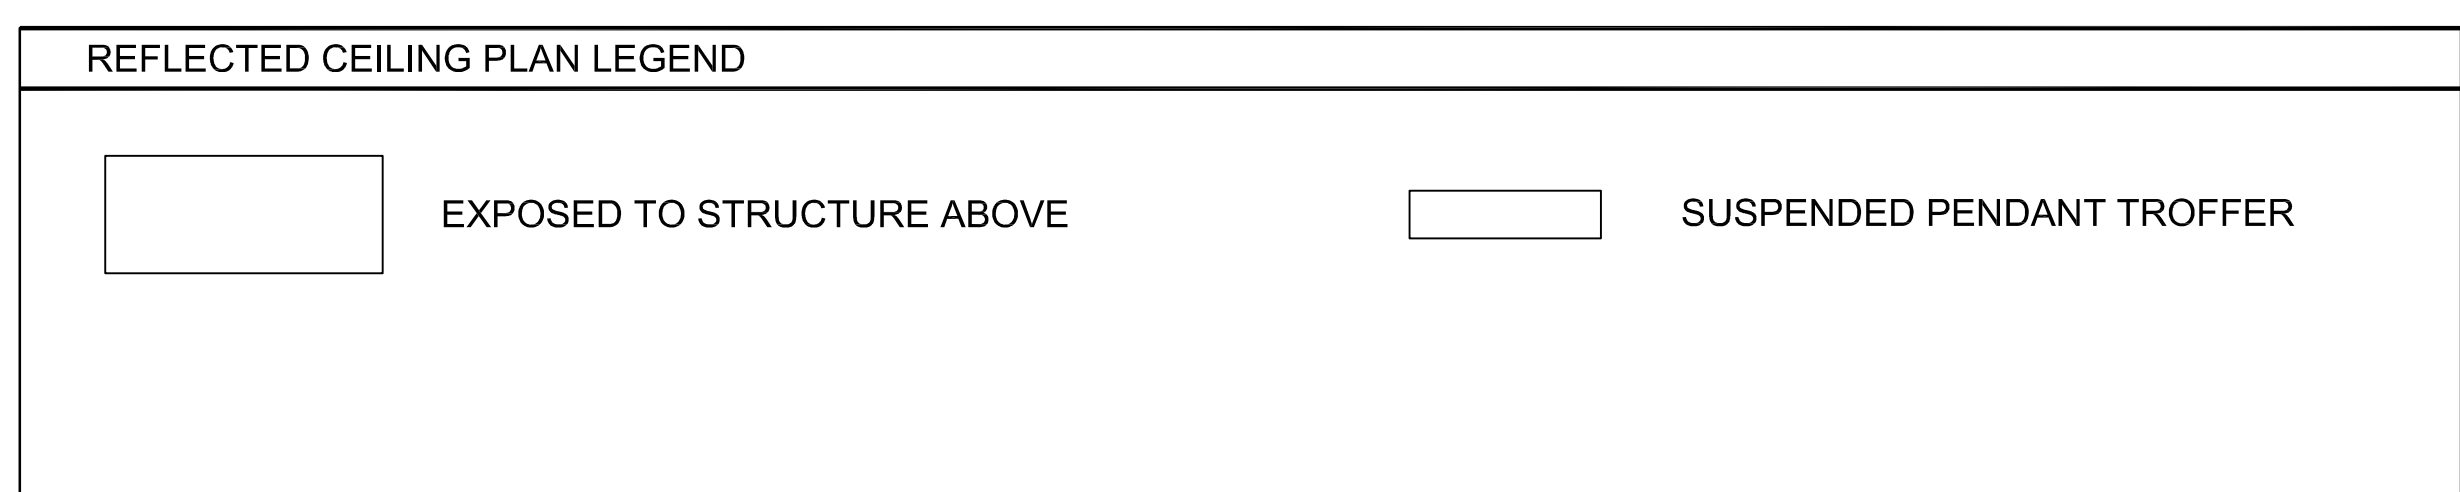 REFLECTED CEILING PLAN LEGEND
EXPOSED TO STRUCTURE ABOVE
SUSPENDED PENDANT TROFFER